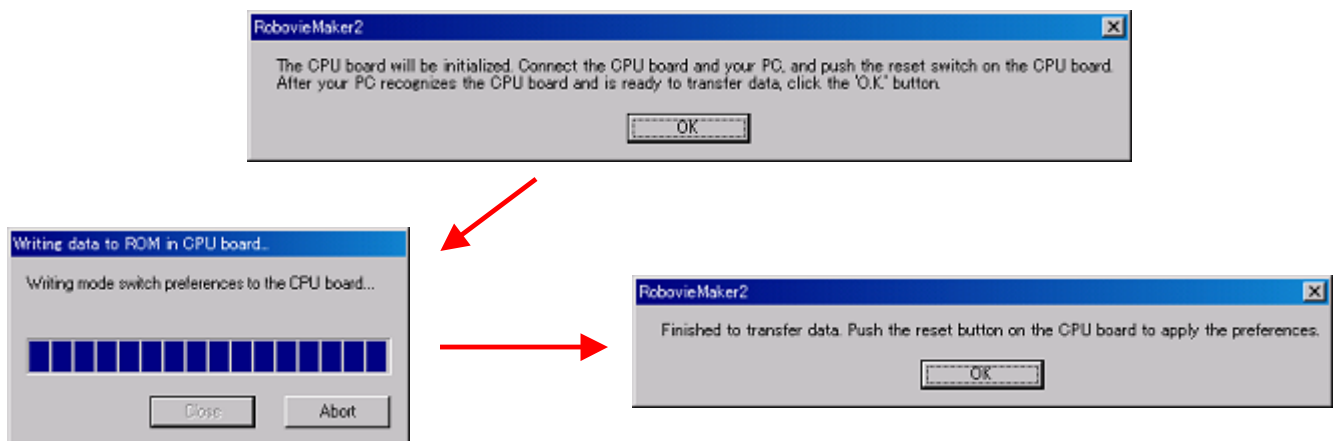 RobovieMaker2
The CPU board will be initialized. Connect the CPU board and your PC, and push the reset switch on the CPU board.
After your PC recognizes the CPU board and is ready to transfer data, click the 'O.K.' button.
OK
Writing data to ROM in CPU board...
Writing mode switch preferences to the CPU board...
Close
Abort
RobovieMaker2
Finished to transfer data. Push the reset button on the CPU board to apply the preferences.
OK